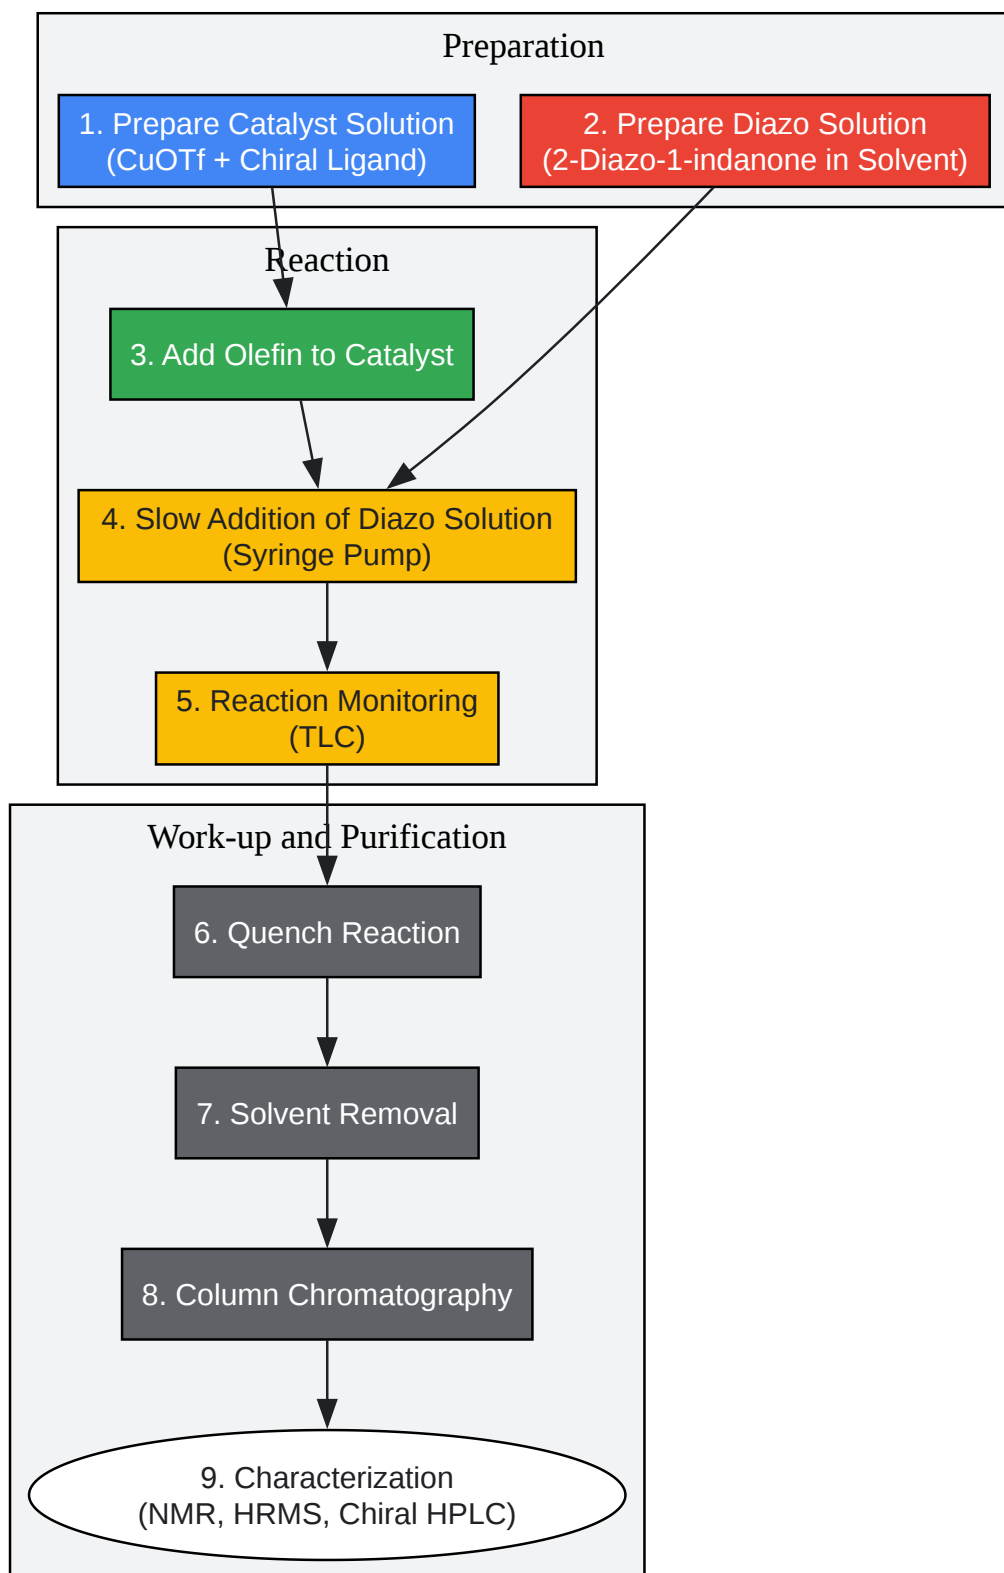 Preparation
1. Prepare Catalyst Solution
(CuOTf + Chiral Ligand)
2. Prepare Diazo Solution
(2-Diazo-1-indanone in Solvent)
Reaction
3. Add Olefin to Catalyst
4. Slow Addition of Diazo Solution
(Syringe Pump)
5. Reaction Monitoring
(TLC)
Work-up and Purification
6. Quench Reaction
7. Solvent Removal
8. Column Chromatography
9. Characterization
(NMR, HRMS, Chiral HPLC)